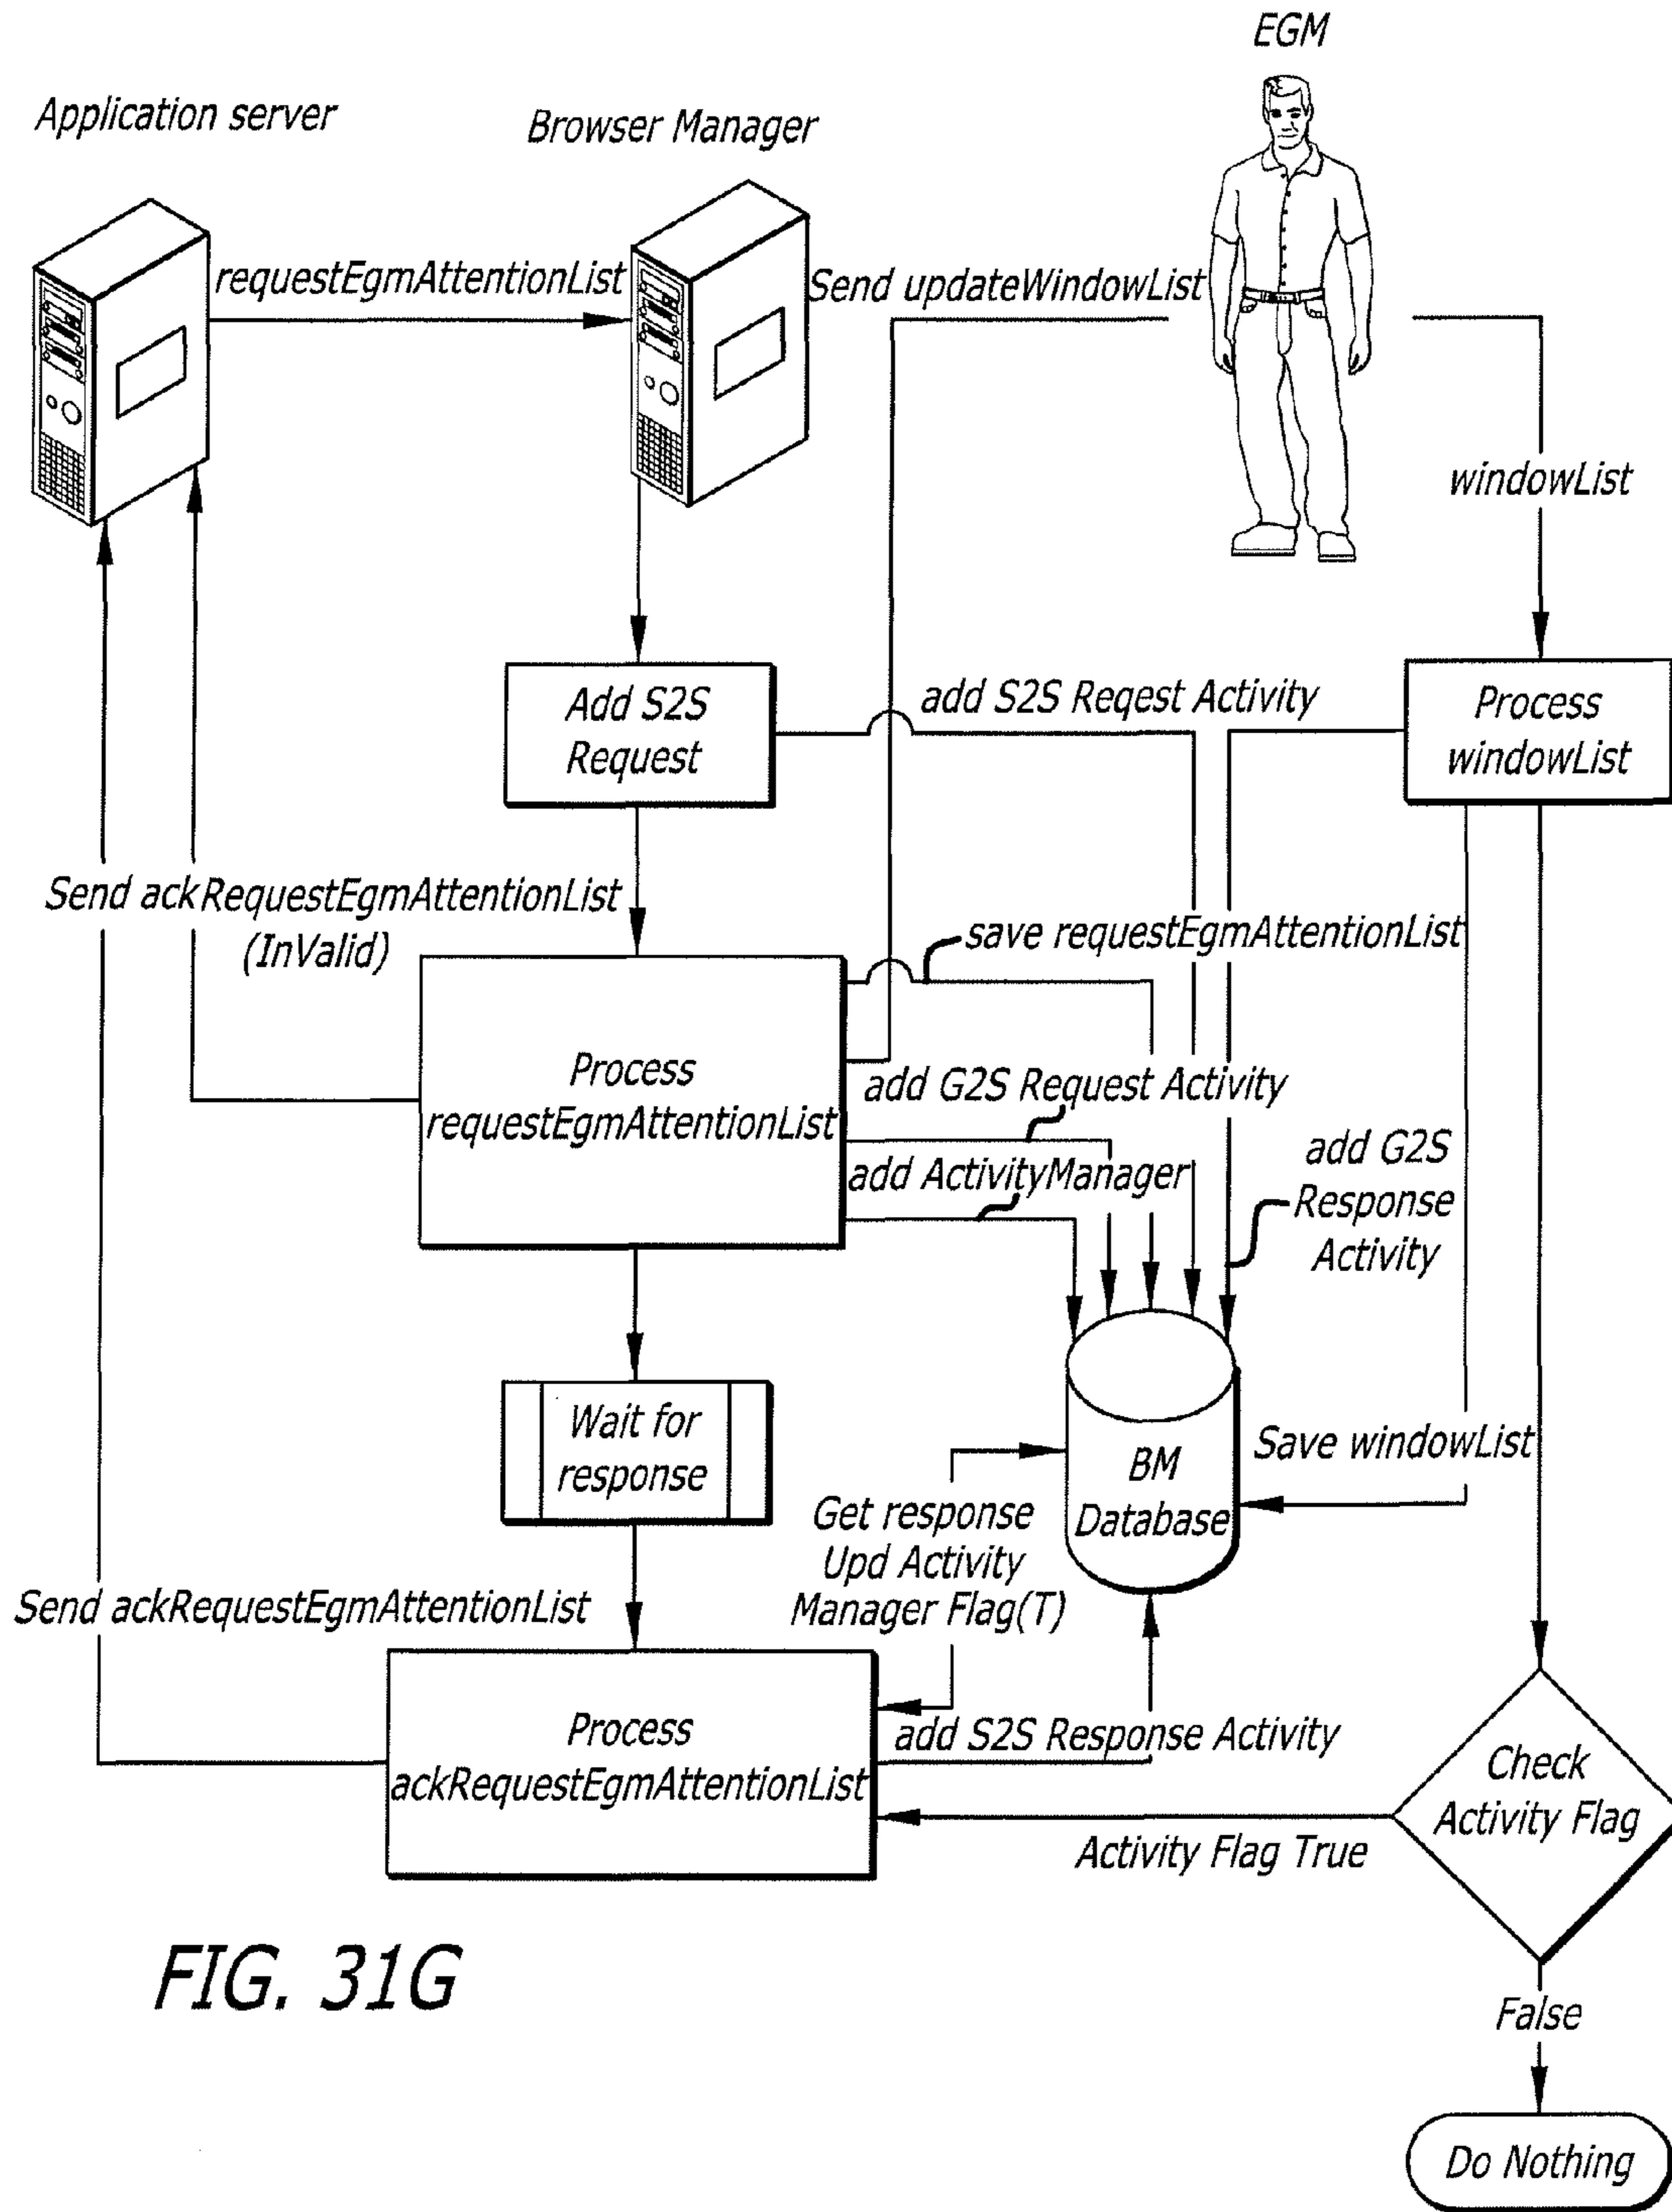 EGM
Application server
Browser Manager
requestEgmAttentionList
Send updateWindowList
windowList
Add S2S
Request
add S2S Reqest Activity
Process
windowList
Send ackRequestEgmAttentionList
(InValid)
save requestEgmAttentionList
Process
requestEgmAttentionList
add G2S Request Activity
add ActivityManager
add G2S
Response
Activity
Wait for
response
BM
Database
Save windowList
Get response
Upd Activity
Manager Flag(T)
Send ackRequestEgmAttentionList
Process
ackRequestEgmAttentionList
add S2S Response Activity
Check
Activity Flag
Activity Flag True
FIG. 31G
False
Do Nothing